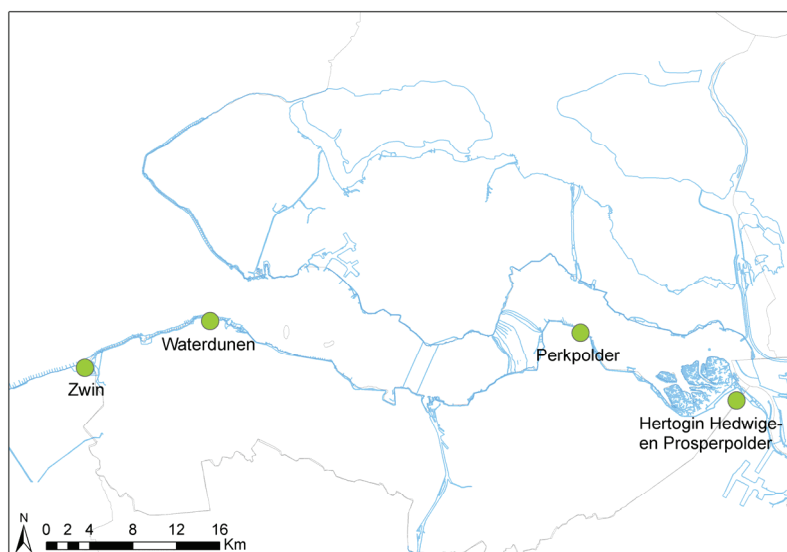 Waterdunen
Perkpolder
Zwin
Hertogin Hedwige-
en Prosperpolder
N
0 2 4 8 12 16
Km